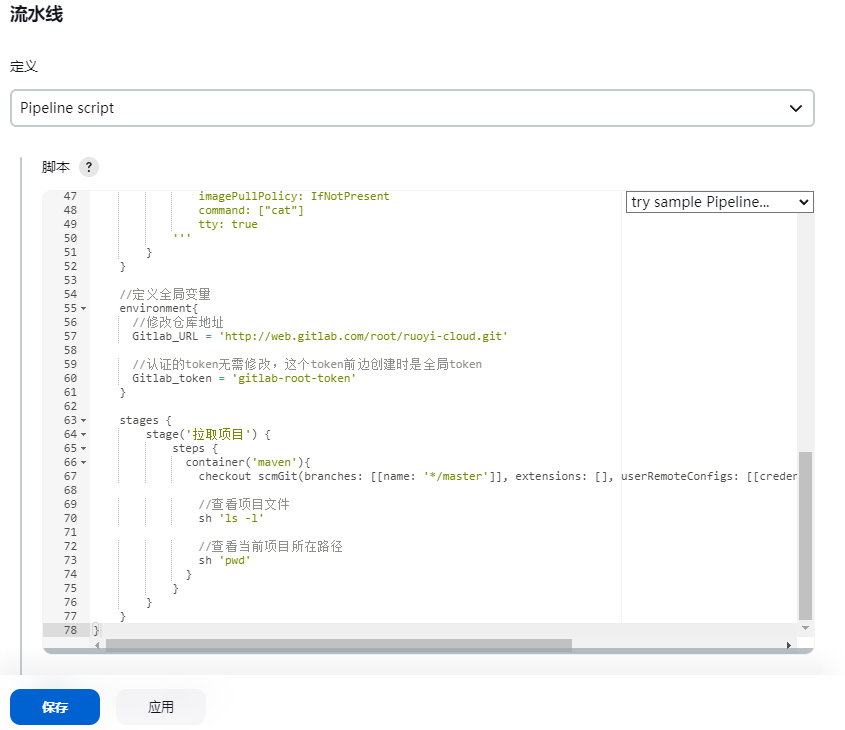 流水线
定义
Pipeline script
脚本 ?
try sample Pipeline...
47 imagePullPolicy: IfNotPresent
48 command: ["cat"]
49 tty: true
50 '''
51 }
52 }
53
54 //定义全局变量
55 environment{
56 //修改仓库地址
57 Gitlab_URL = 'http://web.gitlab.com/root/ruoyi-cloud.git'
58
59 //认证的token无需修改，这个token前边创建时是全局token
60 Gitlab_token = 'gitlab-root-token'
61 }
62
63 stages {
64 stage('拉取项目') {
65 steps {
66 container('maven'){
67 checkout scmGit(branches: [[name: '*/master']], extensions: [], userRemoteConfigs: [[creden
68
69 //查看项目文件
70 sh 'ls -l'
71
72 //查看当前项目所在路径
73 sh 'pwd'
74 }
75 }
76 }
77 }
78 }
保存 应用